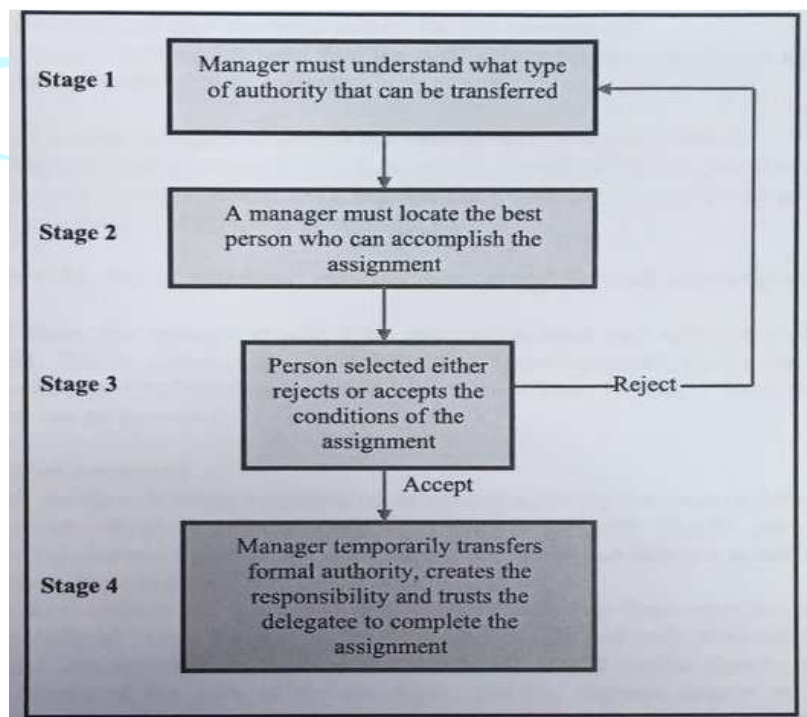 Stage 1
Manager must understand what type
of authority that can be transferred
Stage 2
A manager must locate the best
person who can accomplish the
assignment
Stage 3
Person selected either
rejects or accepts the
conditions of the
assignment
Reject
Accept
Stage 4
Manager temporarily transfers
formal authority, creates the
responsibility and trusts the
delegatee to complete the
assignment